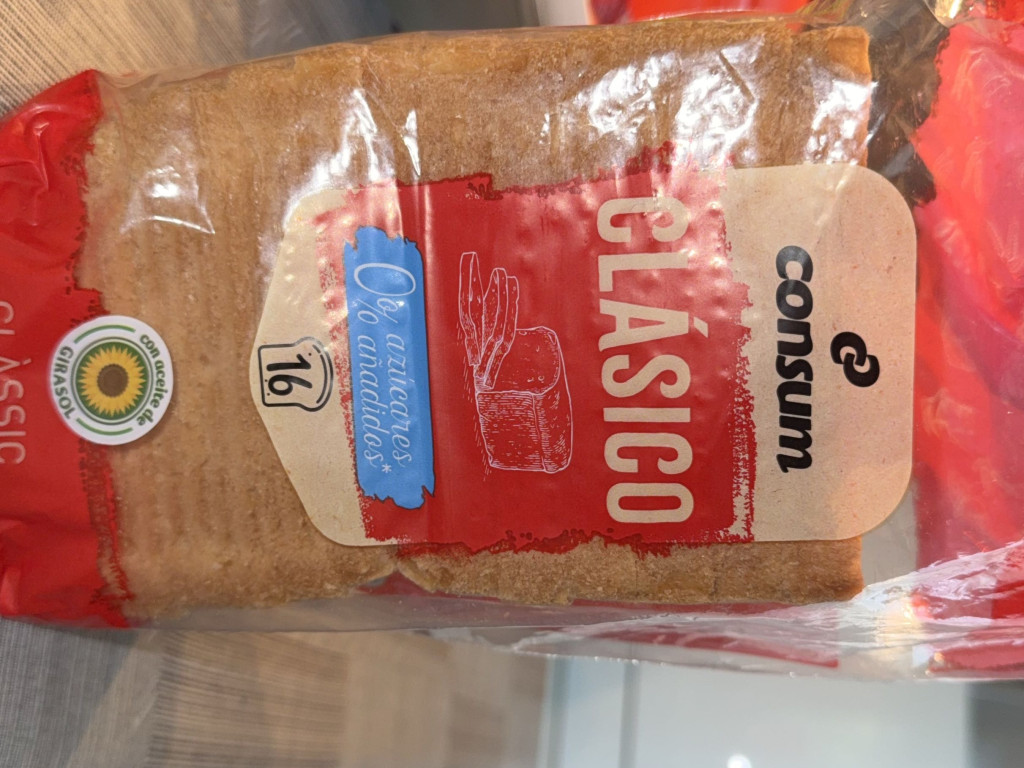 consum
CLÁSICO
0% azúcares
añadidos*
16
con aceite de
GIRASOL
CLÀSSIC